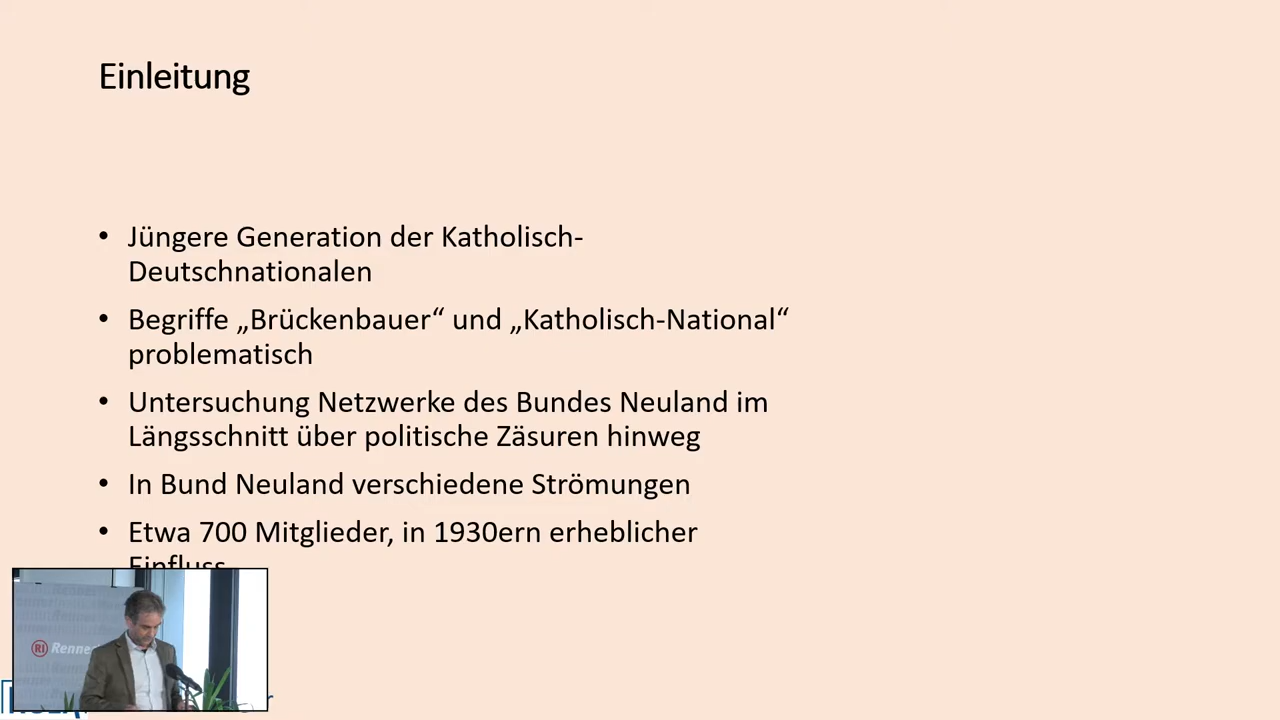 Einleitung
• Jüngere Generation der Katholisch-
Deutschnationalen
• Begriffe „Brückenbauer“ und „Katholisch-National“
problematisch
• Untersuchung Netzwerke des Bundes Neuland im
Längsschnitt über politische Zäsuren hinweg
• In Bund Neuland verschiedene Strömungen
• Etwa 700 Mitglieder, in 1930ern erheblicher
Einfluss
RI